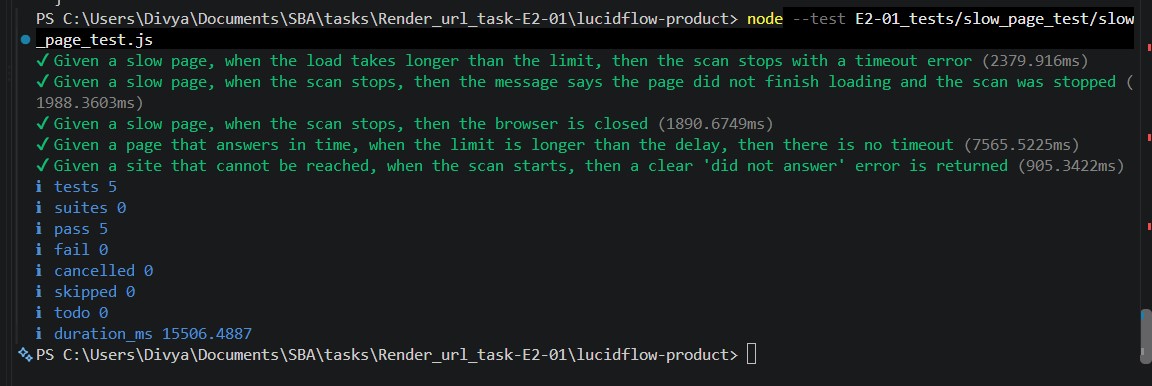 PS C:\Users\Divya\Documents\SBA\tasks\Render_url_task-E2-01\lucidflow-product> node --test E2-01_tests/slow_page_test/slow
_page_test.js
✔ Given a slow page, when the load takes longer than the limit, then the scan stops with a timeout error (2379.916ms)
✔ Given a slow page, when the scan stops, then the message says the page did not finish loading and the scan was stopped (
1988.3603ms)
✔ Given a slow page, when the scan stops, then the browser is closed (1890.6749ms)
✔ Given a page that answers in time, when the limit is longer than the delay, then there is no timeout (7565.5225ms)
✔ Given a site that cannot be reached, when the scan starts, then a clear 'did not answer' error is returned (905.3422ms)
ℹ tests 5
ℹ suites 0
ℹ pass 5
ℹ fail 0
ℹ cancelled 0
ℹ skipped 0
ℹ todo 0
ℹ duration_ms 15506.4887
PS C:\Users\Divya\Documents\SBA\tasks\Render_url_task-E2-01\lucidflow-product>